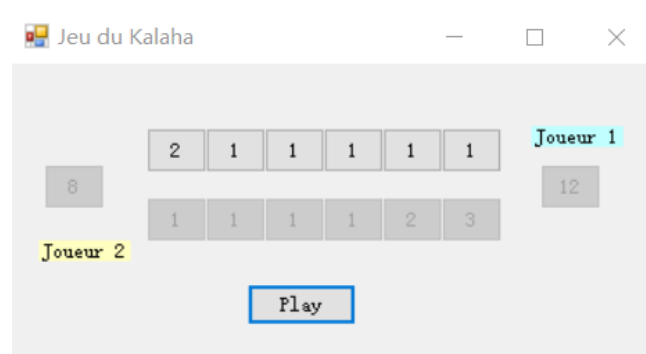 Jeu du Kalaha
Joueur 1
2 1 1 1 1 1
8 12
1 1 1 1 2 3
Joueur 2
Play